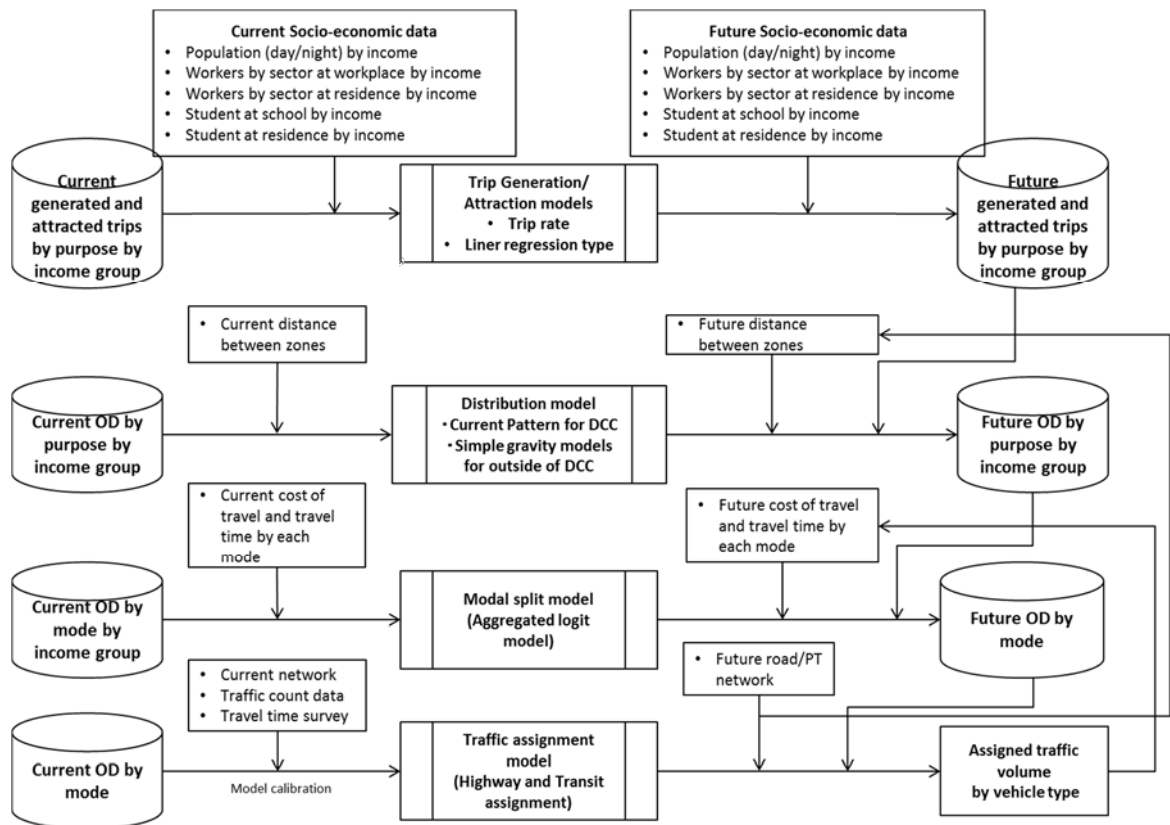 Current Socio-economic data
• Population (day/night) by income
• Workers by sector at workplace by income
• Workers by sector at residence by income
• Student at school by income
• Student at residence by income
Future Socio-economic data
• Population (day/night) by income
• Workers by sector at workplace by income
• Workers by sector at residence by income
• Student at school by income
• Student at residence by income
Current
generated and
attracted trips
by purpose by
income group
Trip Generation/
Attraction models
• Trip rate
• Liner regression type
Future
generated and
attracted trips
by purpose by
income group
• Current distance
between zones
• Future distance
between zones
Current OD by
purpose by
income group
Distribution model
・Current Pattern for DCC
・Simple gravity models
for outside of DCC
Future OD by
purpose by
income group
• Current cost of
travel and travel
time by each
mode
• Future cost of travel
and travel time by
each mode
Current OD by
mode by
income group
Modal split model
(Aggregated logit
model)
Future OD by
mode
• Current network
• Traffic count data
• Travel time survey
• Future road/PT
network
Current OD by
mode
Model calibration
Traffic assignment
model
(Highway and Transit
assignment)
Assigned traffic
volume
by vehicle type